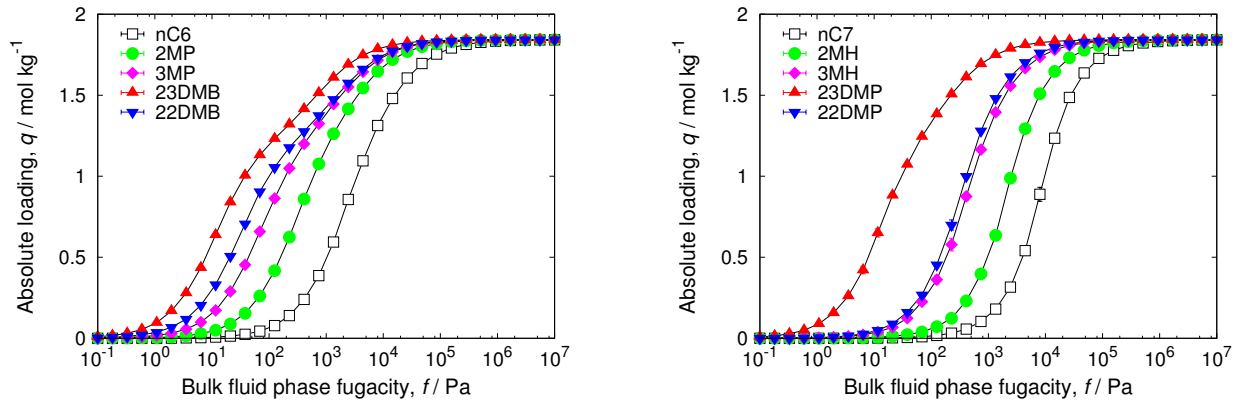 2
1.5
1
0.5
0
Absolute loading, q / mol kg-1
nC6
2MP
3MP
23DMB
22DMB
10-1 100 101 102 103 104 105 106 107
Bulk fluid phase fugacity, f / Pa
2
1.5
1
0.5
0
Absolute loading, q / mol kg-1
nC7
2MH
3MH
23DMP
22DMP
10-1 100 101 102 103 104 105 106 107
Bulk fluid phase fugacity, f / Pa